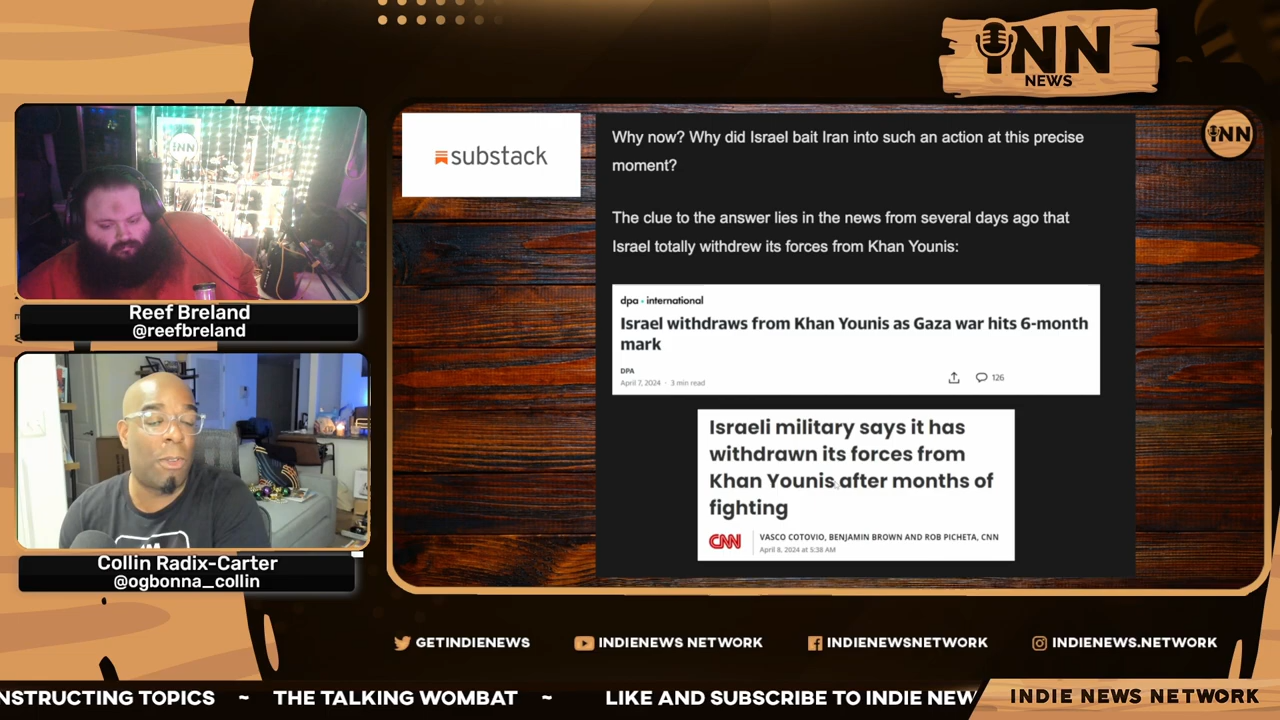 INN
NEWS
substack
Why now? Why did Israel bait Iran into such an action at this precise
moment?
The clue to the answer lies in the news from several days ago that
Israel totally withdrew its forces from Khan Younis:
dpa • international
Israel withdraws from Khan Younis as Gaza war hits 6-month
mark
DPA
April 7, 2024 · 3 min read
126
Israeli military says it has
withdrawn its forces from
Khan Younis after months of
fighting
CNN
VASCO COTOVIO, BENJAMIN BROWN AND ROB PICHETA, CNN
April 8, 2024 at 5:38 AM
INN
INN
Reef Breland
@reefbreland
Collin Radix-Carter
@ogbonna_collin
GETINDIENEWS
INDIENEWS NETWORK
INDIENEWSNETWORK
INDIENEWS.NETWORK
NSTRUCTING TOPICS ~ THE TALKING WOMBAT ~ LIKE AND SUBSCRIBE TO INDIE NEW
INDIE NEWS NETWORK